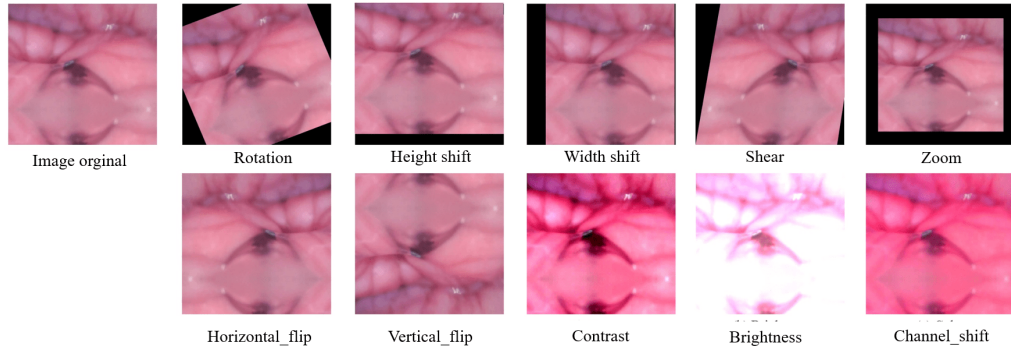 Image orginal
Rotation
Height shift
Width shift
Shear
Zoom
Horizontal_flip
Vertical_flip
Contrast
Brightness
Channel_shift